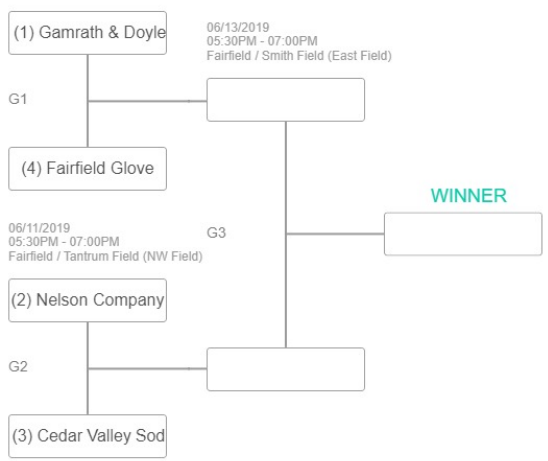 (1) Gamrath & Doyle
G1
(4) Fairfield Glove
06/11/2019
05:30PM - 07:00PM
Fairfield / Tantrum Field (NW Field)
(2) Nelson Company
G2
(3) Cedar Valley Sod
06/13/2019
05:30PM - 07:00PM
Fairfield / Smith Field (East Field)
G3
WINNER